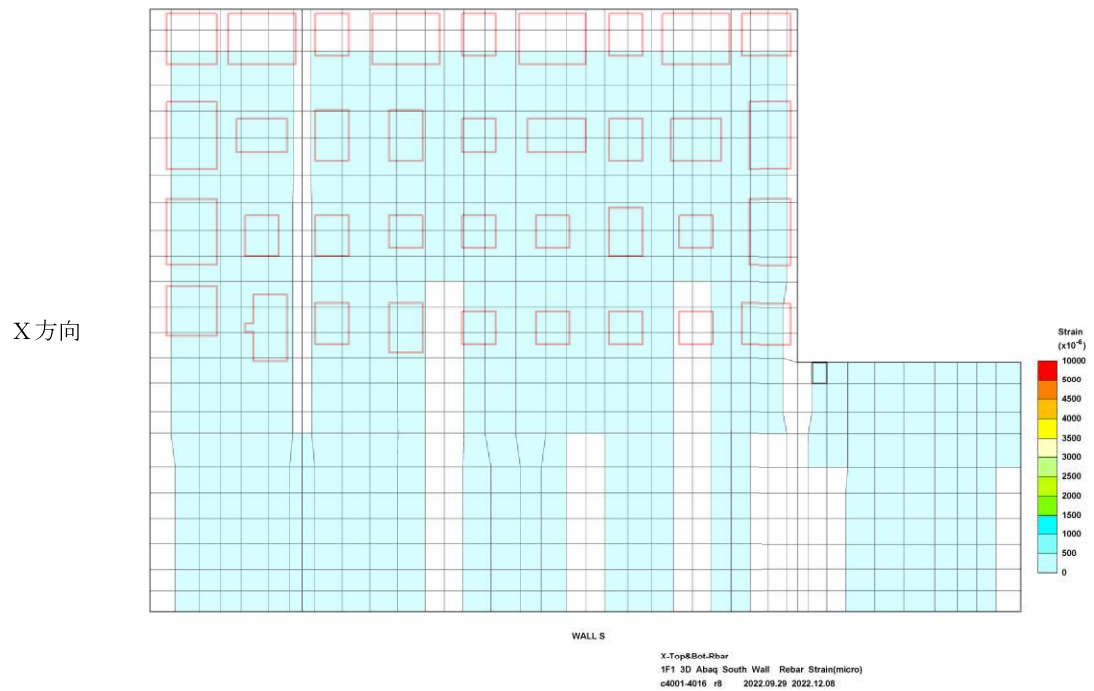 X方向
Strain
(x10⁻⁶)
10000
5000
4500
4000
3500
3000
2500
2000
1500
1000
500
0
WALL S
X-Top&Bot-Rbar
1F1 3D Abaq South Wall Rebar Strain(micro)
c4001-4016 r8 2022.09.29 2022.12.08